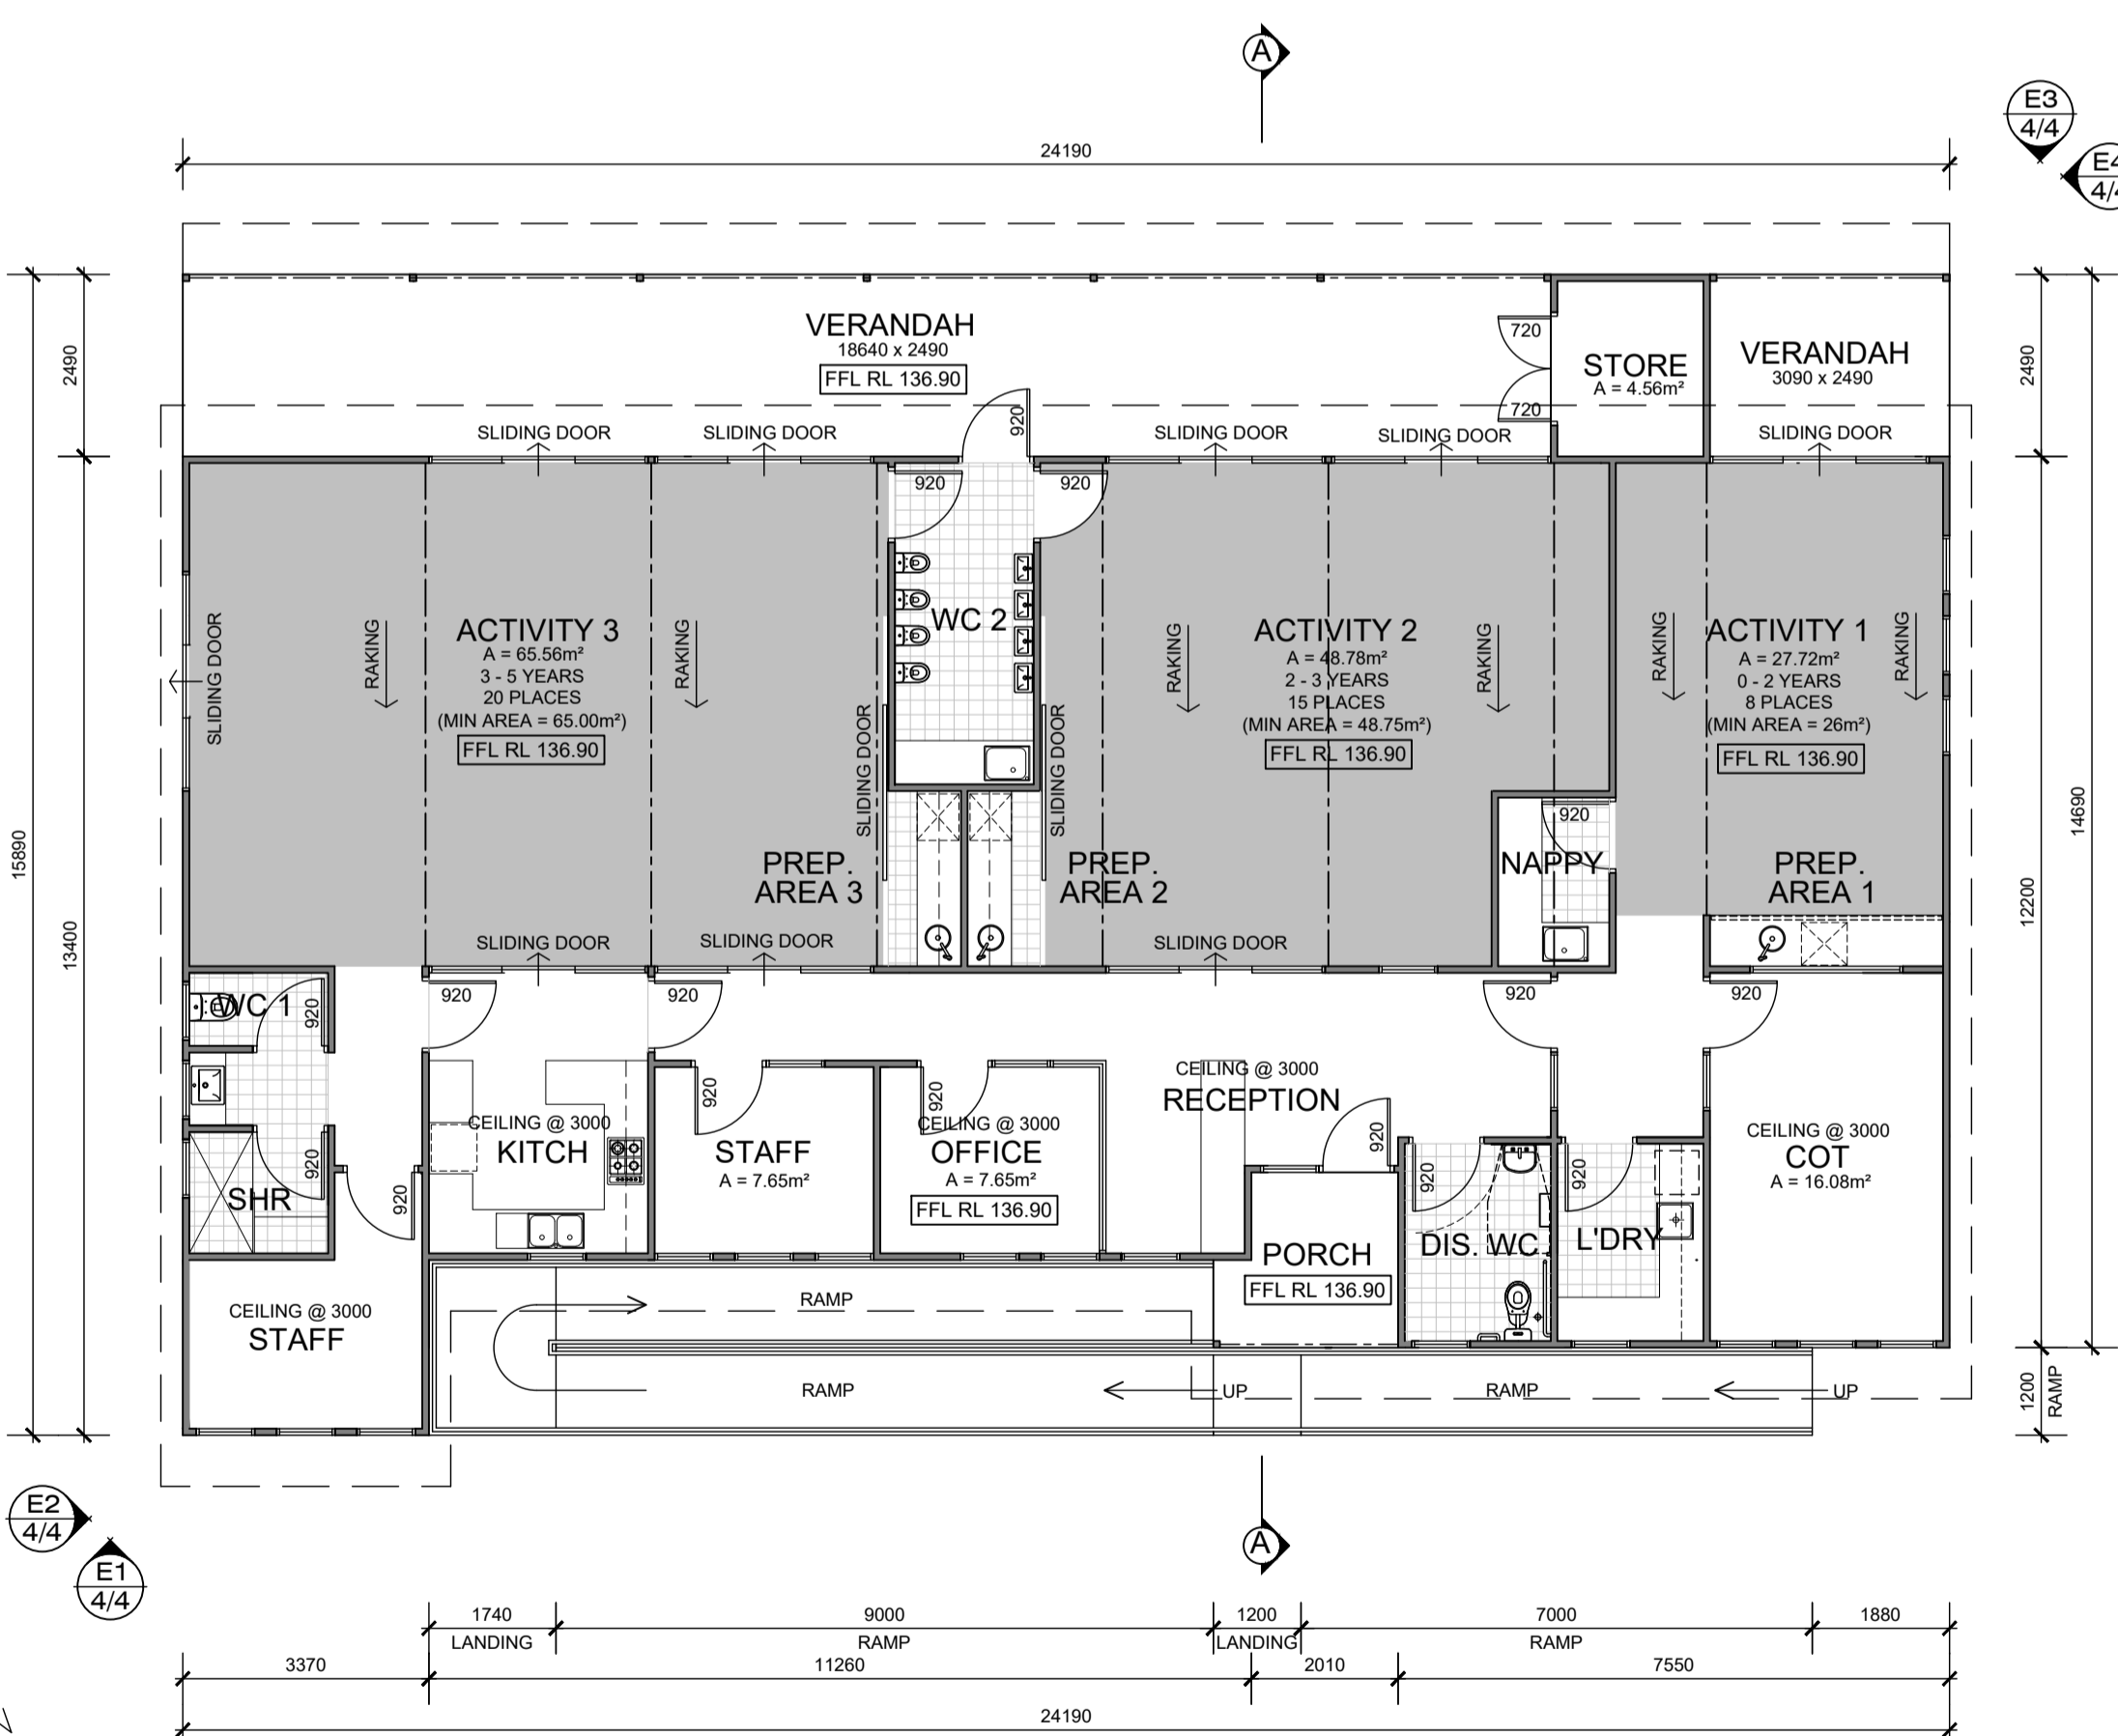 A
E3
4/4
E4
24190
VERANDAH
18640 x 2490
FFL RL 136.90
720
720
STORE
A = 4.56m²
VERANDAH
3090 x 2490
2490
2490
920
SLIDING DOOR
SLIDING DOOR
SLIDING DOOR
SLIDING DOOR
SLIDING DOOR
920
920
SLIDING DOOR
RAKING
ACTIVITY 3
A = 65.56m²
3 - 5 YEARS
20 PLACES
(MIN AREA = 65.00m²)
FFL RL 136.90
RAKING
WC 2
RAKING
ACTIVITY 2
A = 48.78m²
2 - 3 YEARS
15 PLACES
(MIN AREA = 48.75m²)
FFL RL 136.90
RAKING
RAKING
ACTIVITY 1
A = 27.72m²
0 - 2 YEARS
8 PLACES
(MIN AREA = 26m²)
FFL RL 136.90
RAKING
SLIDING DOOR
SLIDING DOOR
15890
13400
12200
14690
PREP.
AREA 3
PREP.
AREA 2
920
NAPPY
PREP.
AREA 1
SLIDING DOOR
SLIDING DOOR
SLIDING DOOR
WC 1
920
920
920
920
920
CEILING @ 3000
RECEPTION
920
SHR
920
CEILING @ 3000
KITCH
920
STAFF
A = 7.65m²
920
CEILING @ 3000
OFFICE
A = 7.65m²
FFL RL 136.90
920
920
920
CEILING @ 3000
COT
A = 16.08m²
PORCH
FFL RL 136.90
DIS. WC
L'DRY
CEILING @ 3000
STAFF
RAMP
RAMP
UP
RAMP
UP
1200
RAMP
E2
4/4
E1
4/4
A
1740
LANDING
9000
RAMP
1200
LANDING
7000
RAMP
1880
3370
11260
2010
7550
24190